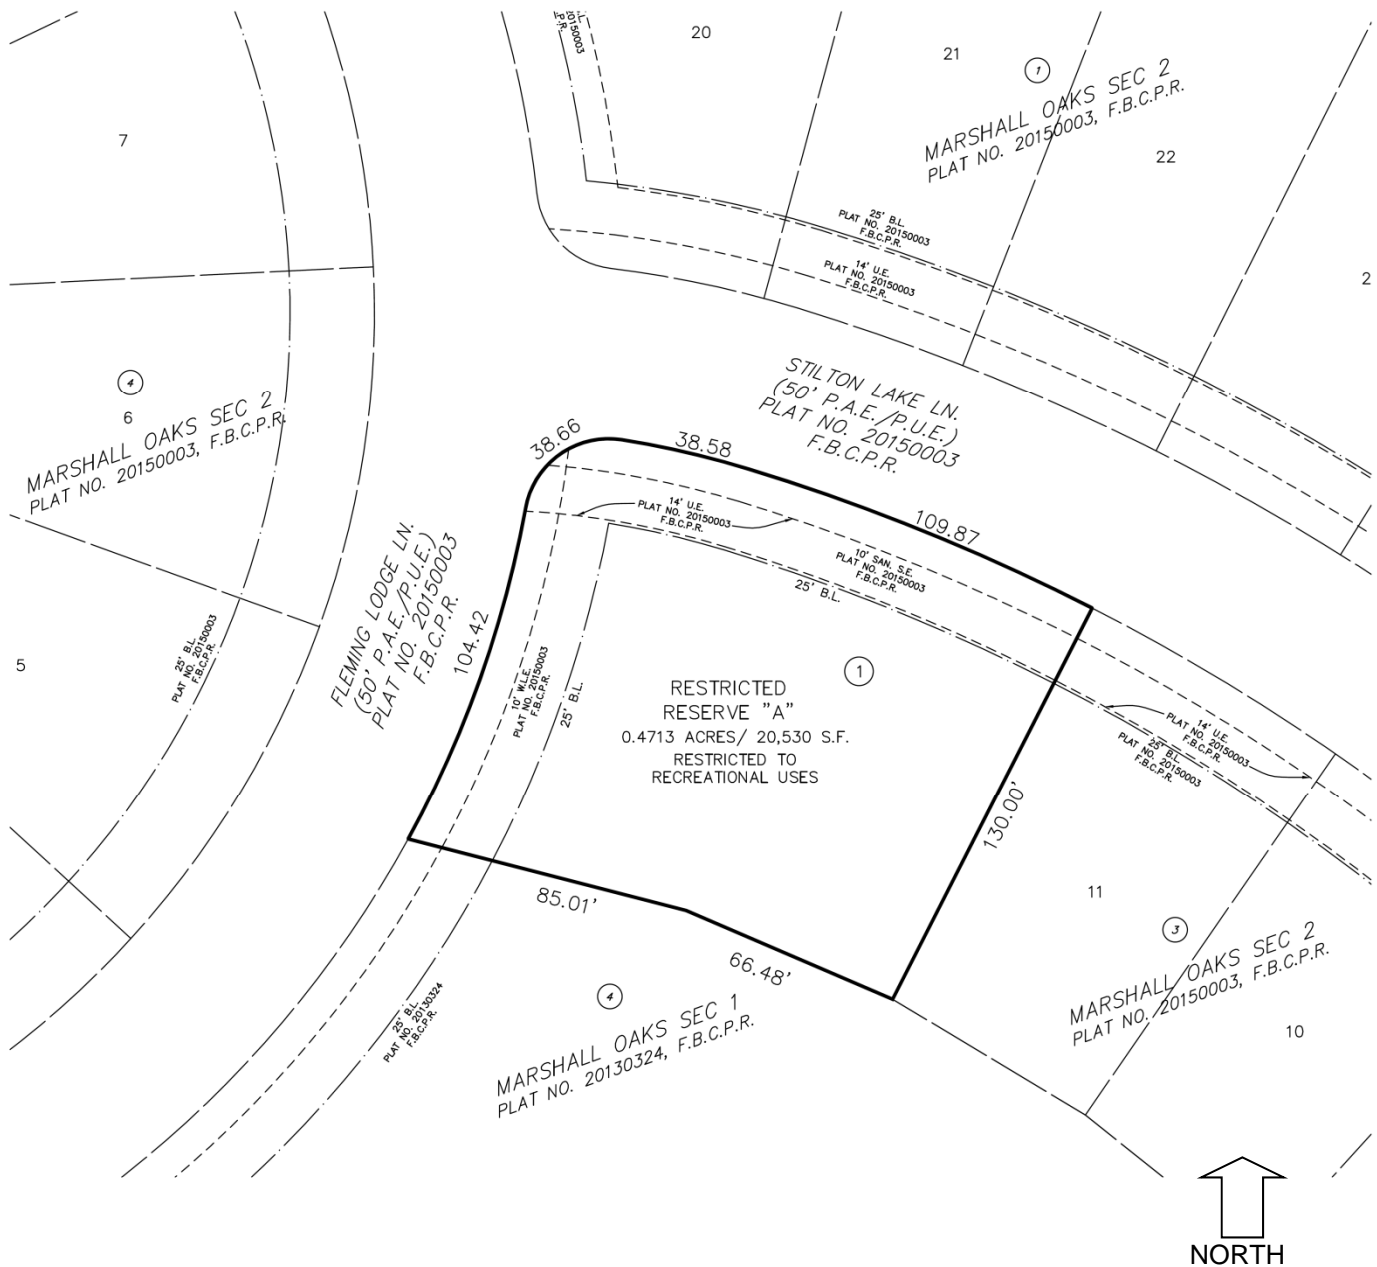 B.L.
20150003
F.B.C.P.R.
20
21
1
MARSHALL OAKS SEC 2
PLAT NO. 20150003, F.B.C.P.R.
7
22
25' B.L.
PLAT NO. 20150003
F.B.C.P.R.
14' U.E.
PLAT NO. 20150003
F.B.C.P.R.
2
4
6
MARSHALL OAKS SEC 2
PLAT NO. 20150003, F.B.C.P.R.
STILTON LAKE LN.
(50' P.A.E./P.U.E.)
PLAT NO. 20150003
F.B.C.P.R.
38.66
38.58
109.87
14' U.E.
PLAT NO. 20150003
F.B.C.P.R.
10' SAN. S.E.
PLAT NO. 20150003
F.B.C.P.R.
25' B.L.
FLEMING LODGE LN.
(50' P.A.E./P.U.E.)
PLAT NO. 20150003
F.B.C.P.R.
104.42
5
25' B.L.
PLAT NO. 20150003
F.B.C.P.R.
10' W.L.E.
PLAT NO. 20150003
F.B.C.P.R.
25' B.L.
1
RESTRICTED
RESERVE "A"
0.4713 ACRES/ 20,530 S.F.
RESTRICTED TO
RECREATIONAL USES
14' U.E.
PLAT NO. 20150003
F.B.C.P.R.
25' B.L.
PLAT NO. 20150003
F.B.C.P.R.
130.00'
85.01'
66.48'
11
3
MARSHALL OAKS SEC 2
PLAT NO. 20150003, F.B.C.P.R.
10
25' B.L.
PLAT NO. 20130324
F.B.C.P.R.
4
MARSHALL OAKS SEC 1
PLAT NO. 20130324, F.B.C.P.R.
NORTH